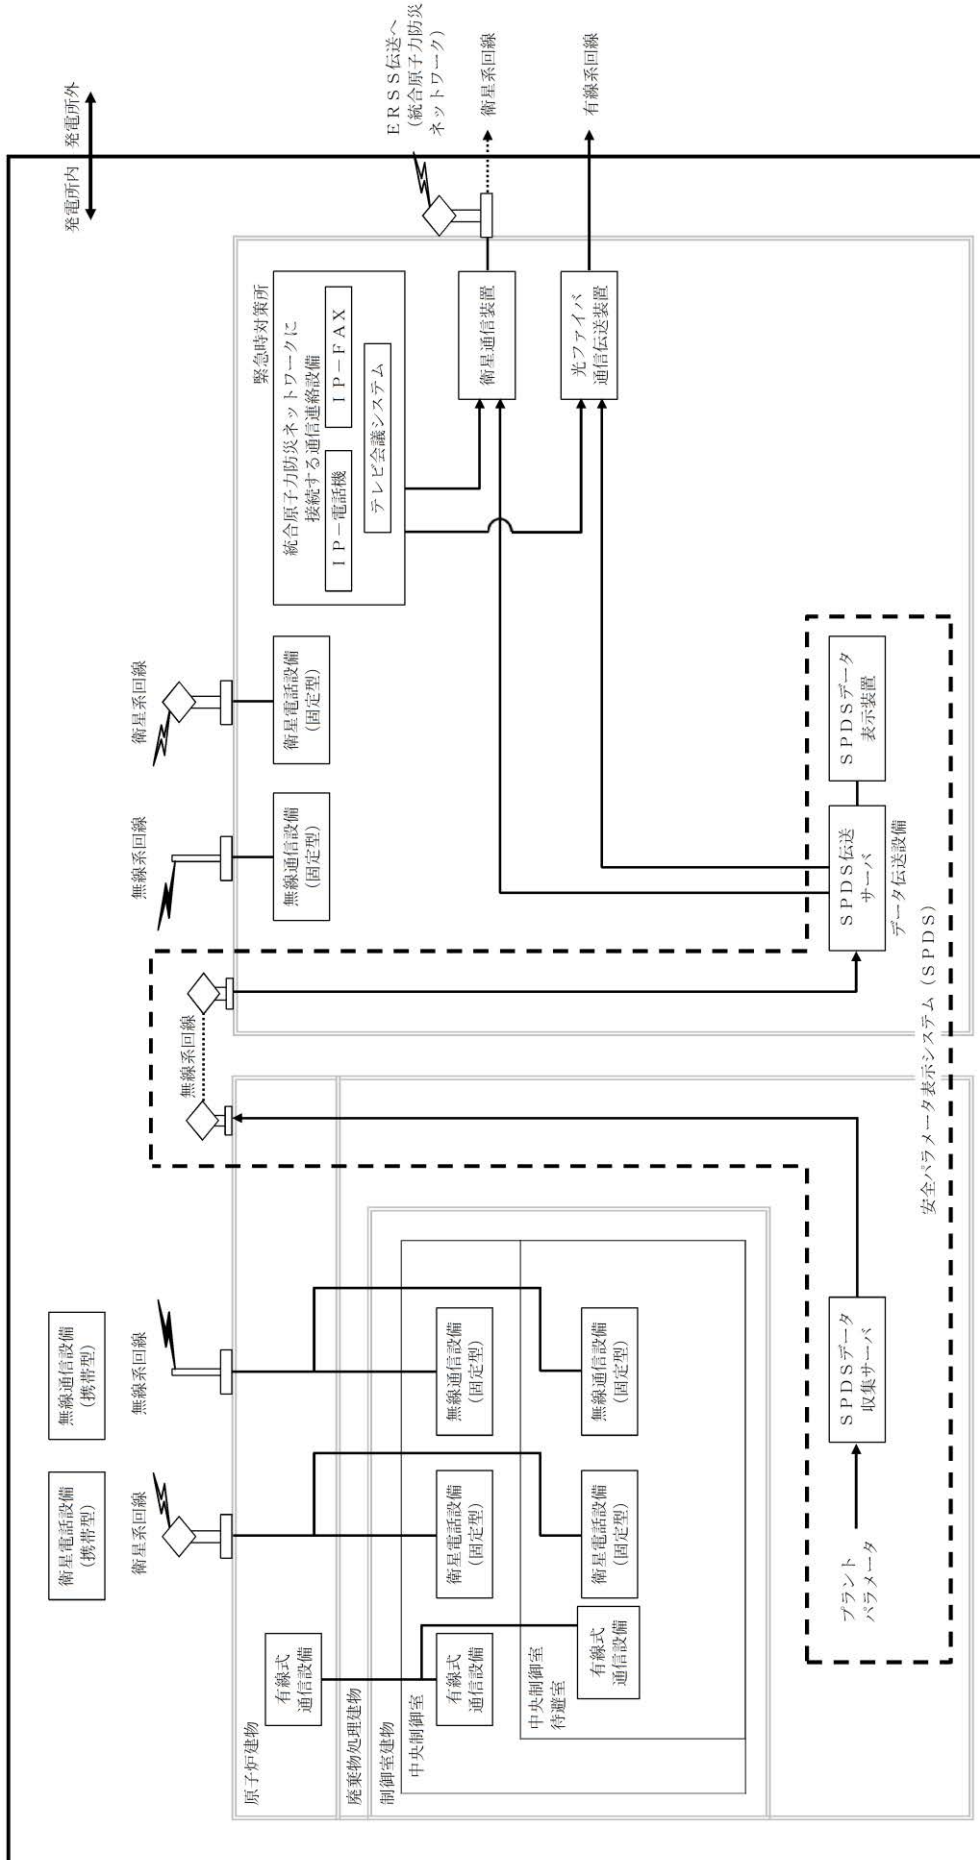 発電所内　発電所外
ＥＲＳＳ伝送へ
（統合原子力防災
ネットワーク）
衛星系回線
有線系回線
緊急時対策所
統合原子力防災ネットワークに
接続する通信連絡設備
ＩＰ－電話機
ＩＰ－ＦＡＸ
テレビ会議システム
衛星通信装置
光ファイバ
通信伝送装置
衛星系回線
衛星電話設備
（固定型）
無線系回線
無線通信設備
（固定型）
無線系回線
ＳＰＤＳ伝送
サーバ
ＳＰＤＳデータ
表示装置
データ伝送設備
安全パラメータ表示システム（ＳＰＤＳ）
無線通信設備
（携帯型）
無線系回線
衛星電話設備
（携帯型）
衛星系回線
原子炉建物
有線式
通信設備
廃棄物処理建物
制御室建物
中央制御室
有線式
通信設備
衛星電話設備
（固定型）
無線通信設備
（固定型）
中央制御室
待避室
有線式
通信設備
衛星電話設備
（固定型）
無線通信設備
（固定型）
プラント
パラメータ
ＳＰＤＳデータ
収集サーバ